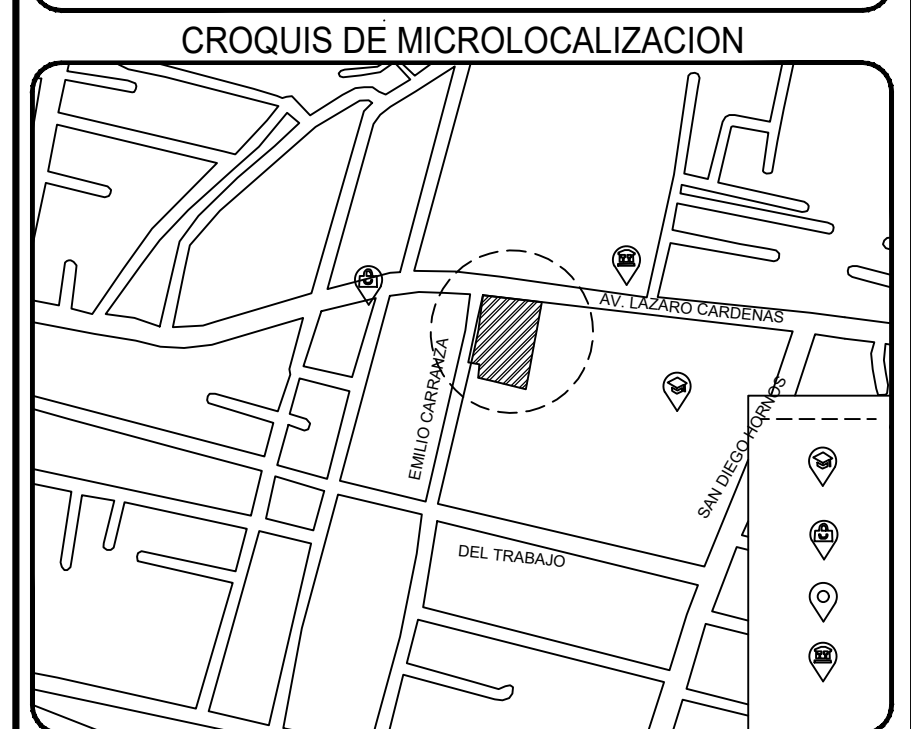 CROQUIS DE MICROLOCALIZACION
AV. LAZARO CARDENAS
EMILIO CARRANZA
SAN DIEGO HORNOS
DEL TRABAJO